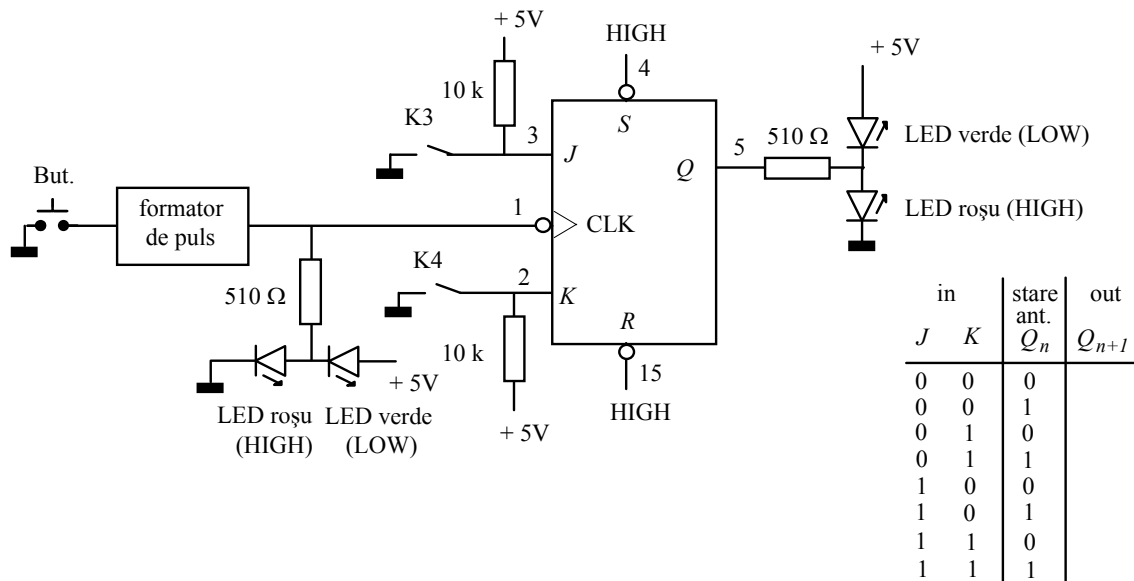 + 5V
HIGH
4
+ 5V
10 k
K3
3
J
S
Q
5
510 Ω
LED verde (LOW)
LED roşu (HIGH)
But.
formator
de puls
1
CLK
K4
2
K
R
510 Ω
10 k
15
HIGH
+ 5V
LED roşu
(HIGH)
LED verde
(LOW)
+ 5V
in stare out
ant.
J K Qn Qn+1
0 0 0
0 0 1
0 1 0
0 1 1
1 0 0
1 0 1
1 1 0
1 1 1